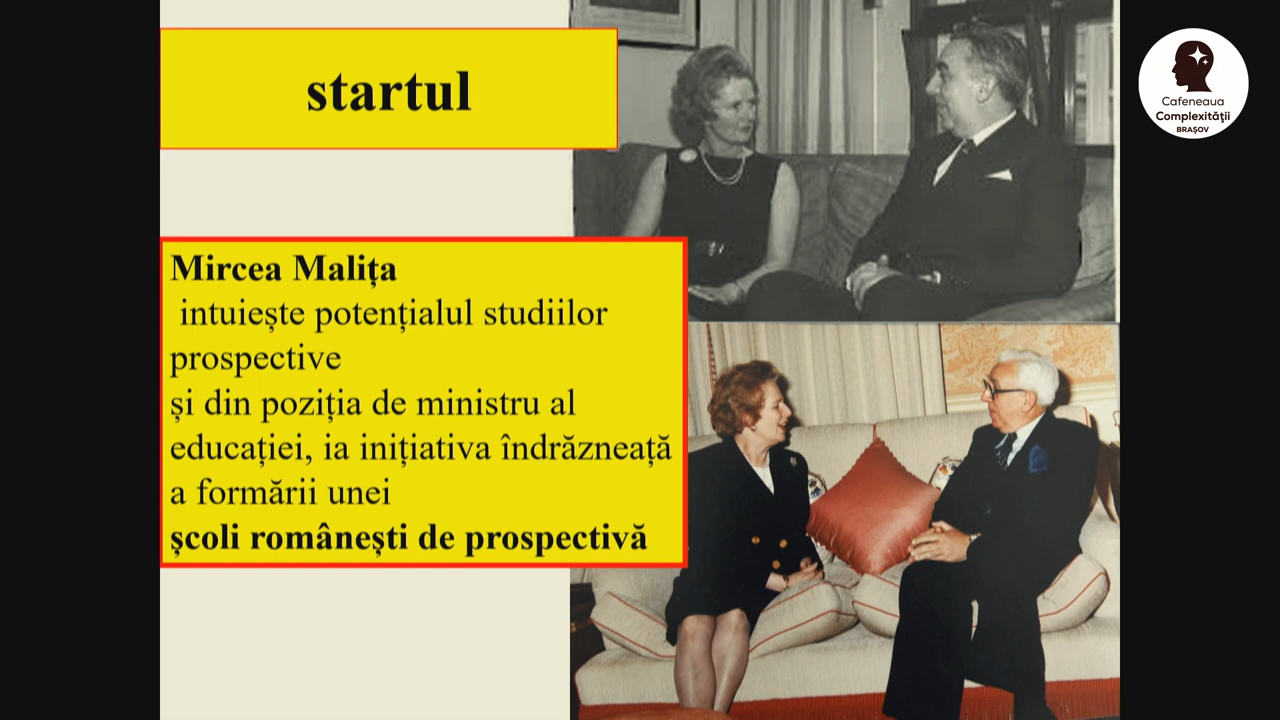 startul
Mircea Malița
intuiește potențialul studiilor
prospective
și din poziția de ministru al
educației, ia inițiativa îndrăzneață
a formării unei
școli românești de prospectivă
Cafeneaua
Complexității
BRAȘOV